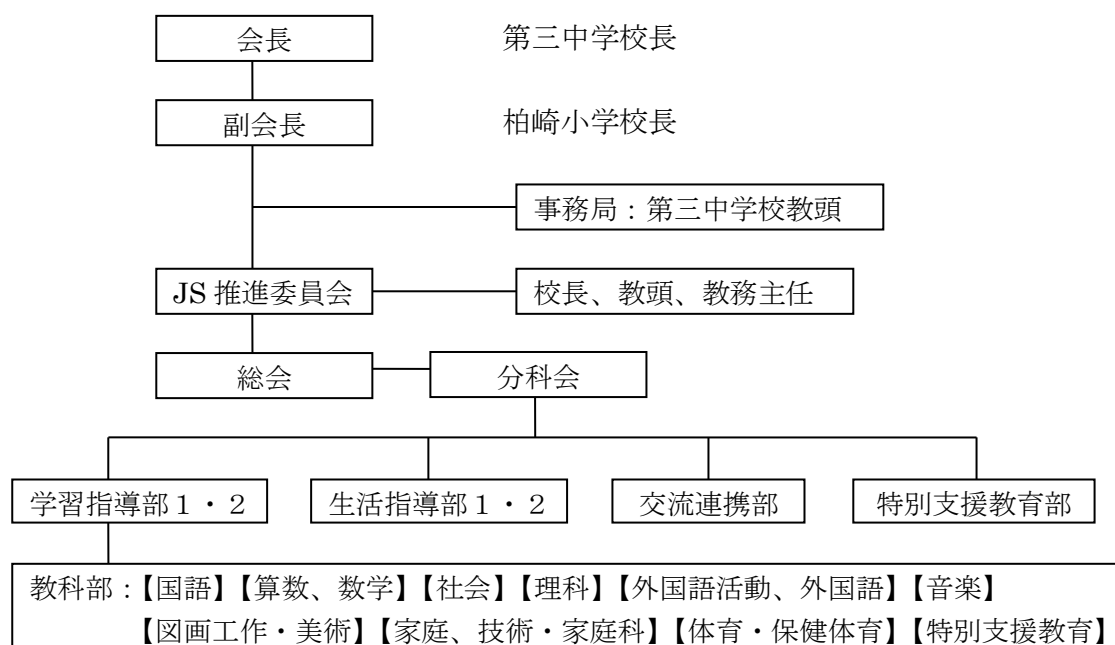 会長 第三中学校長
副会長 柏崎小学校長
事務局：第三中学校教頭
JS 推進委員会 校長、教頭、教務主任
総会 分科会
学習指導部１・２ 生活指導部１・２ 交流連携部 特別支援教育部
教科部：【国語】【算数、数学】【社会】【理科】【外国語活動、外国語】【音楽】
【図画工作・美術】【家庭、技術・家庭科】【体育・保健体育】【特別支援教育】